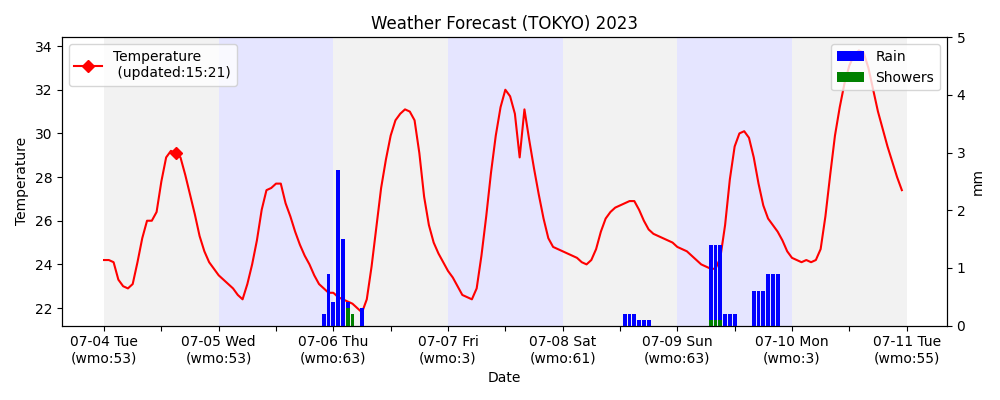 Weather Forecast (TOKYO) 2023
Temperature
(updated:15:21)
Rain
Showers
34
32
30
28
26
24
22
5
4
3
2
1
0
Temperature
mm
07-04 Tue
(wmo:53)
07-05 Wed
(wmo:53)
07-06 Thu
(wmo:63)
07-07 Fri
(wmo:3)
07-08 Sat
(wmo:61)
07-09 Sun
(wmo:63)
07-10 Mon
(wmo:3)
07-11 Tue
(wmo:55)
Date